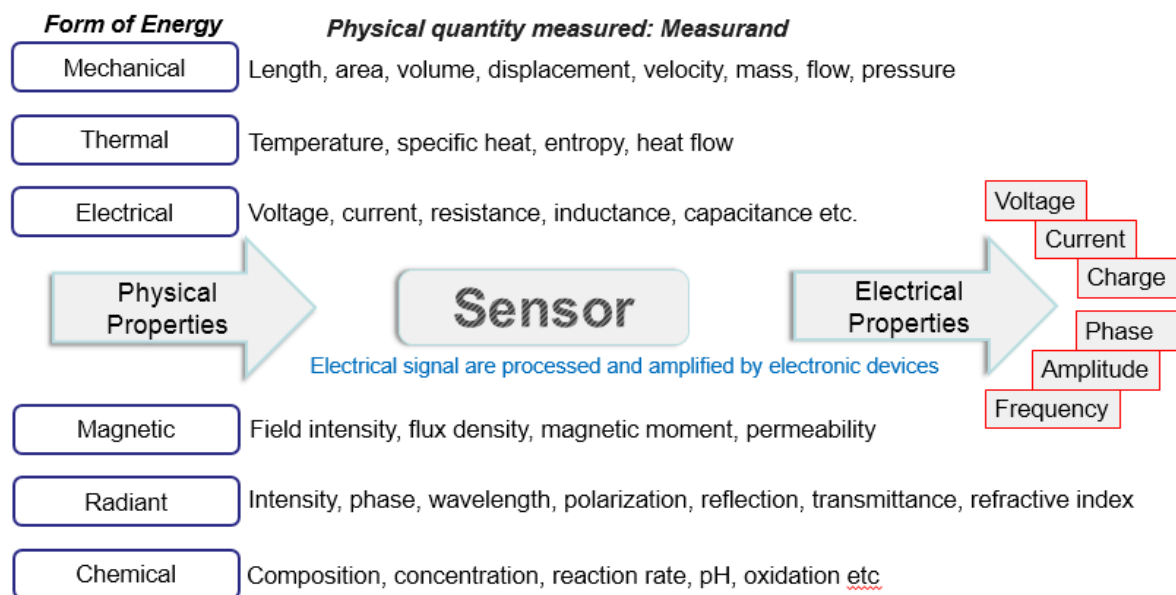 Form of Energy
Physical quantity measured: Measurand
Mechanical
Length, area, volume, displacement, velocity, mass, flow, pressure
Thermal
Temperature, specific heat, entropy, heat flow
Electrical
Voltage, current, resistance, inductance, capacitance etc.
Physical
Properties
Sensor
Electrical signal are processed and amplified by electronic devices
Electrical
Properties
Voltage
Current
Charge
Phase
Amplitude
Frequency
Magnetic
Field intensity, flux density, magnetic moment, permeability
Radiant
Intensity, phase, wavelength, polarization, reflection, transmittance, refractive index
Chemical
Composition, concentration, reaction rate, pH, oxidation etc